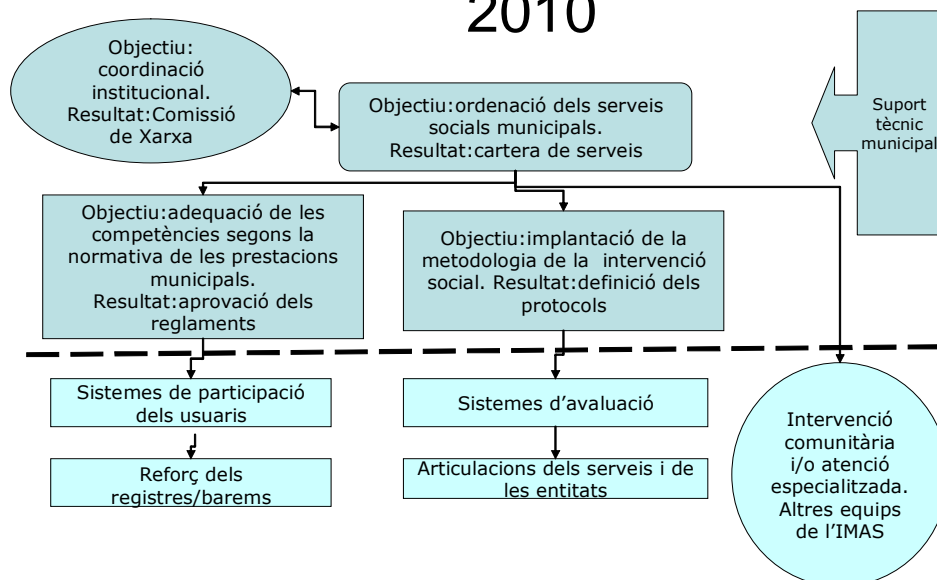 2010
Objectiu:
coordinació
institucional.
Resultat:Comissió
de Xarxa
Objectiu:ordenació dels serveis
socials municipals.
Resultat:cartera de serveis
Suport
tècnic
municipal
Objectiu:adequació de les
competències segons la
normativa de les prestacions
municipals.
Resultat:aprovació dels
reglaments
Objectiu:implantació de la
metodologia de la intervenció
social. Resultat:definició dels
protocols
Sistemes de participació
dels usuaris
Sistemes d’avaluació
Reforç dels
registres/barems
Articulacions dels serveis i de
les entitats
Intervenció
comunitària
i/o atenció
especialitzada.
Altres equips
de l’IMAS